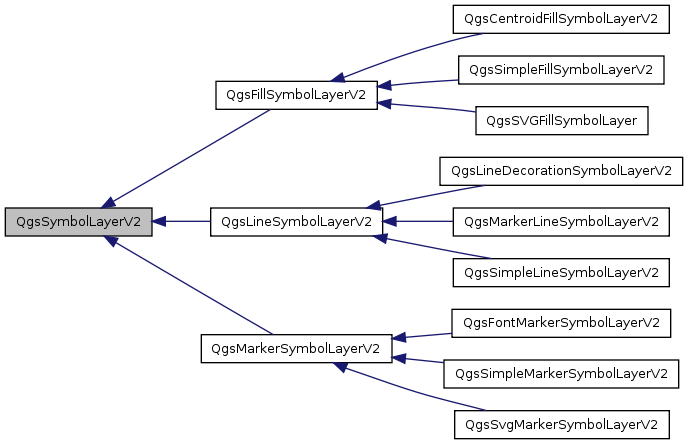 QgsCentroidFillSymbolLayerV2
QgsSimpleFillSymbolLayerV2
QgsFillSymbolLayerV2
QgsSVGFillSymbolLayer
QgsLineDecorationSymbolLayerV2
QgsSymbolLayerV2
QgsLineSymbolLayerV2
QgsMarkerLineSymbolLayerV2
QgsSimpleLineSymbolLayerV2
QgsFontMarkerSymbolLayerV2
QgsMarkerSymbolLayerV2
QgsSimpleMarkerSymbolLayerV2
QgsSvgMarkerSymbolLayerV2